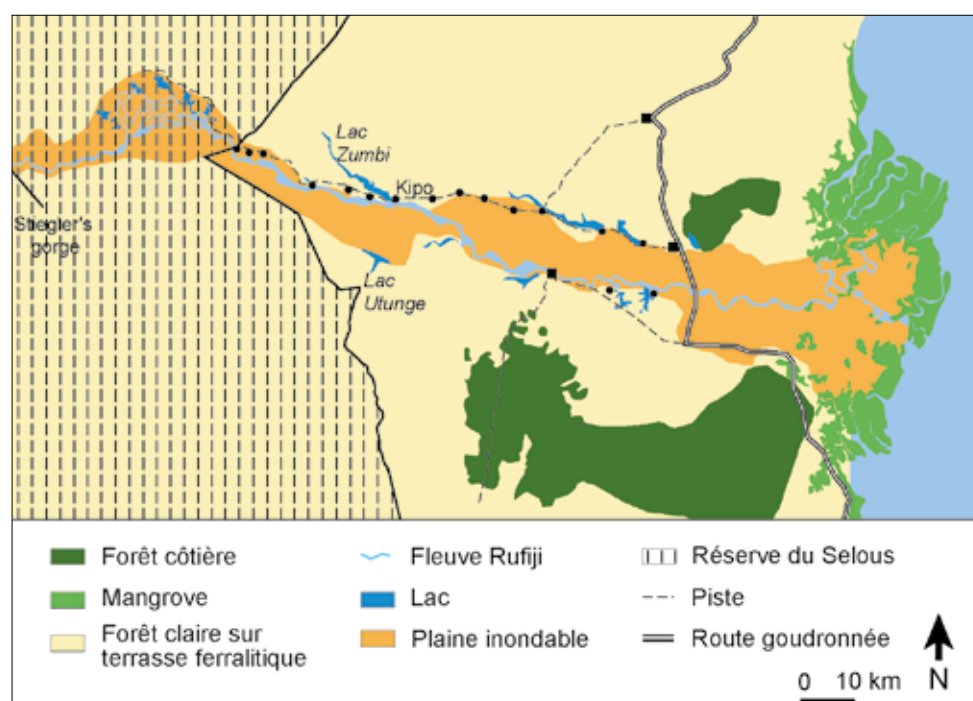 Lac
Zumbi
Kipo
Stiegler's
gorge
Lac
Utunge
Forêt côtière
Mangrove
Forêt claire sur
terrasse ferralitique
Fleuve Rufiji
Lac
Plaine inondable
Réserve du Selous
Piste
Route goudronnée
0 10 km
N